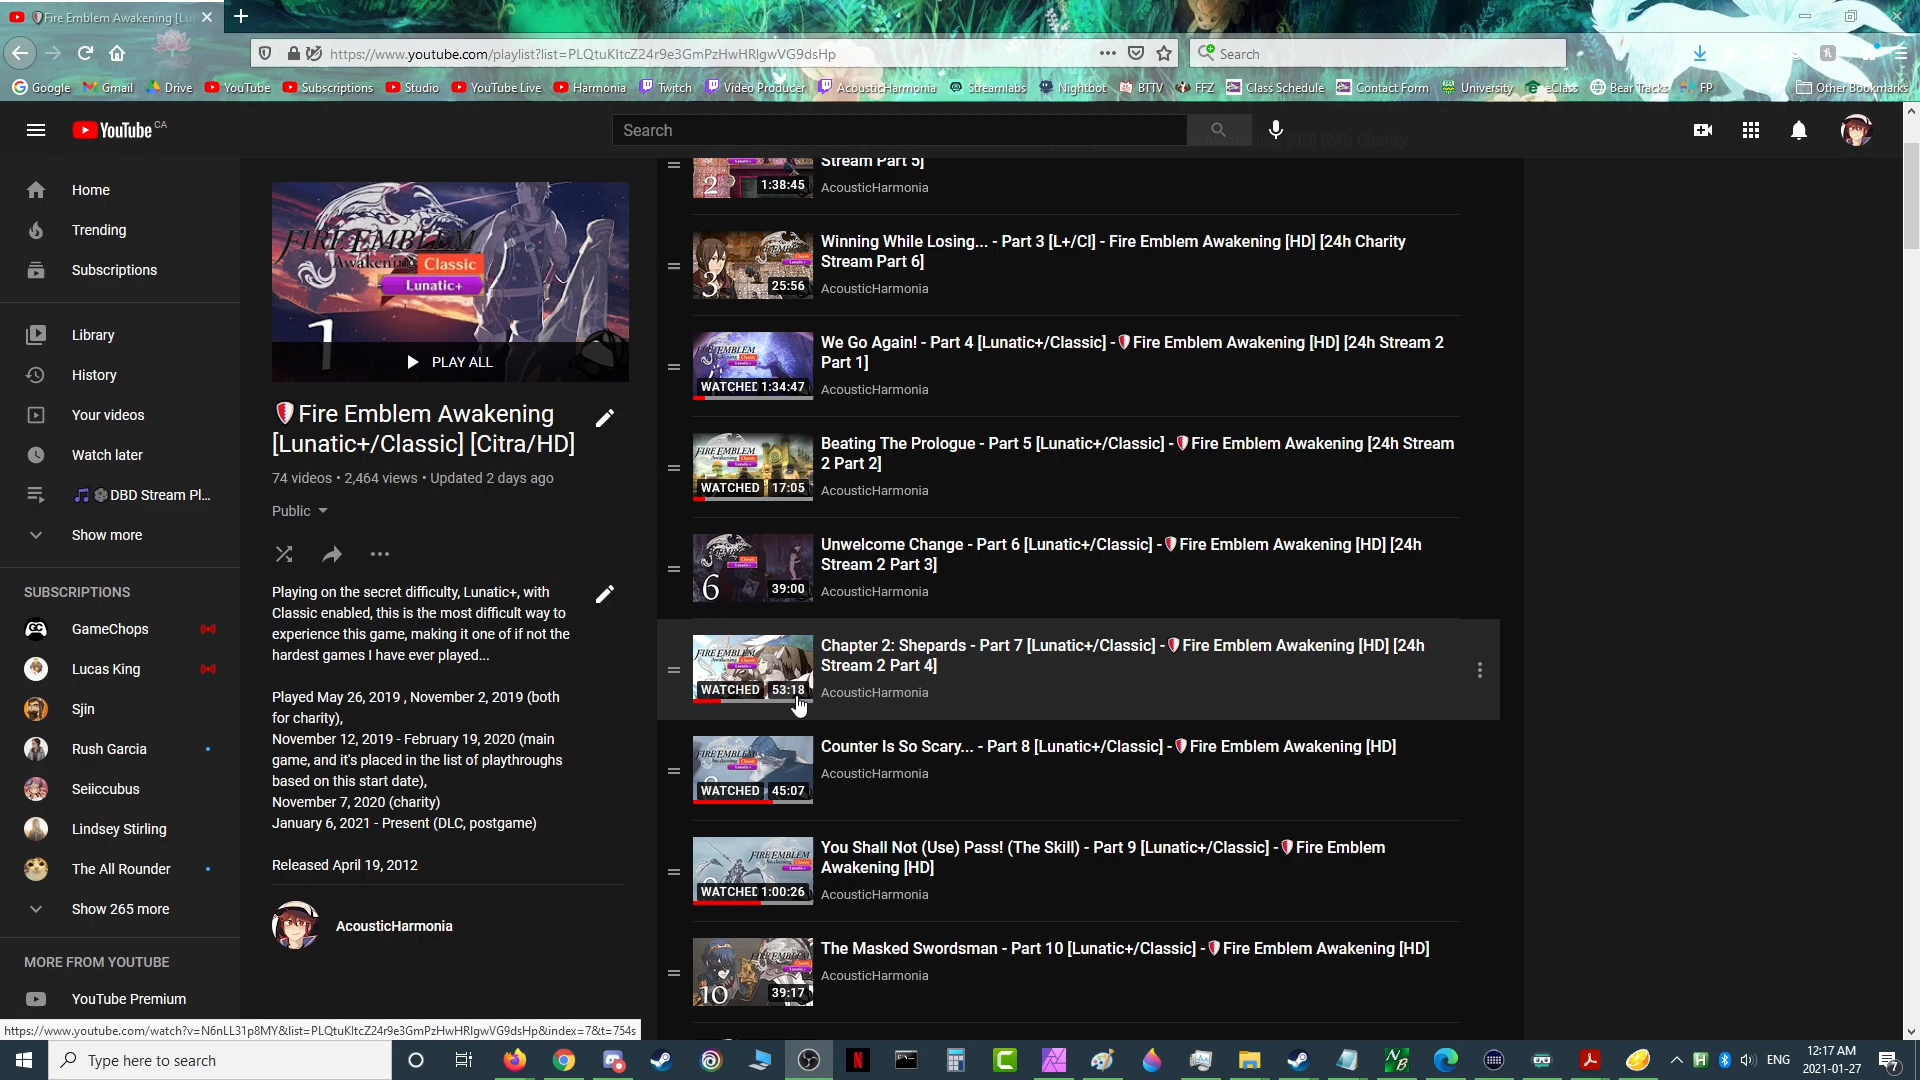 Fire Emblem Awakening [Lu
https://www.youtube.com/playlist?list=PLQtuKItcZ24r9e3GmPzHwHRlgwVG9dsHp
Search
Google Gmail Drive YouTube Subscriptions Studio YouTube Live Harmonia Twitch Video Producer AcousticHarmonia Streamlabs Nightbot BTTV FFZ Class Schedule Contact Form University eClass Bear Tracks FP Other Bookmarks
YouTube CA
Search
Home
Trending
Subscriptions
Library
History
Your videos
Watch later
DBD Stream Pl...
Show more
SUBSCRIPTIONS
GameChops
Lucas King
Sjin
Rush Garcia
Seiiccubus
Lindsey Stirling
The All Rounder
Show 265 more
MORE FROM YOUTUBE
YouTube Premium
FIRE EMBLEM
Awakening Classic
Lunatic+
1
PLAY ALL
Fire Emblem Awakening
[Lunatic+/Classic] [Citra/HD]
74 videos • 2,464 views • Updated 2 days ago
Public
Playing on the secret difficulty, Lunatic+, with
Classic enabled, this is the most difficult way to
experience this game, making it one of if not the
hardest games I have ever played...
Played May 26, 2019 , November 2, 2019 (both
for charity),
November 12, 2019 - February 19, 2020 (main
game, and it's placed in the list of playthroughs
based on this start date),
November 7, 2020 (charity)
January 6, 2021 - Present (DLC, postgame)
Released April 19, 2012
AcousticHarmonia
[HD] [24h Charity
Stream Part 5]
2 1:38:45
AcousticHarmonia
Winning While Losing... - Part 3 [L+/Cl] - Fire Emblem Awakening [HD] [24h Charity
Stream Part 6]
3 25:56
AcousticHarmonia
We Go Again! - Part 4 [Lunatic+/Classic] - Fire Emblem Awakening [HD] [24h Stream 2
Part 1]
WATCHED 1:34:47
AcousticHarmonia
Beating The Prologue - Part 5 [Lunatic+/Classic] - Fire Emblem Awakening [24h Stream
2 Part 2]
WATCHED 17:05
AcousticHarmonia
Unwelcome Change - Part 6 [Lunatic+/Classic] - Fire Emblem Awakening [HD] [24h
Stream 2 Part 3]
6 39:00
AcousticHarmonia
Chapter 2: Shepards - Part 7 [Lunatic+/Classic] - Fire Emblem Awakening [HD] [24h
Stream 2 Part 4]
WATCHED 53:18
AcousticHarmonia
Counter Is So Scary... - Part 8 [Lunatic+/Classic] - Fire Emblem Awakening [HD]
WATCHED 45:07
AcousticHarmonia
You Shall Not (Use) Pass! (The Skill) - Part 9 [Lunatic+/Classic] - Fire Emblem
Awakening [HD]
WATCHED 1:00:26
AcousticHarmonia
The Masked Swordsman - Part 10 [Lunatic+/Classic] - Fire Emblem Awakening [HD]
10 39:17
AcousticHarmonia
https://www.youtube.com/watch?v=N6nLL31p8MY&list=PLQtuKItcZ24r9e3GmPzHwHRlgwVG9dsHp&index=7&t=754s
Type here to search
ENG
12:17 AM
2021-01-27
7